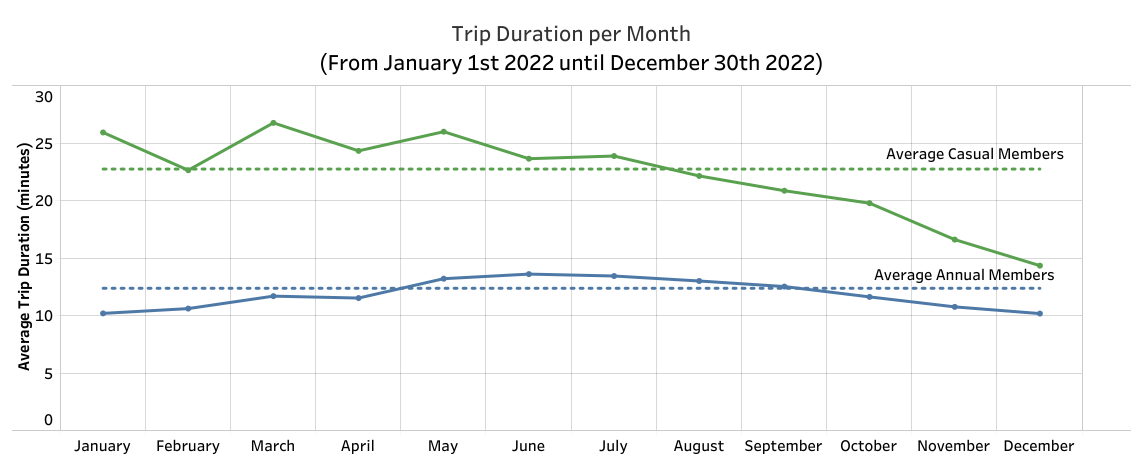 Trip Duration per Month
(From January 1st 2022 until December 30th 2022)
30
25
20
15
10
5
0
Average Trip Duration (minutes)
Average Casual Members
Average Annual Members
January February March April May June July August September October November December